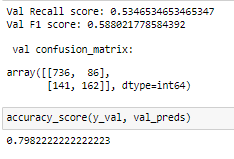 Val Recall score: 0.5346534653465347
Val F1 score: 0.588021778584392
val confusion_matrix:
array([[736, 86],
[141, 162]], dtype=int64)
accuracy_score(y_val, val_preds)
0.7982222222222223